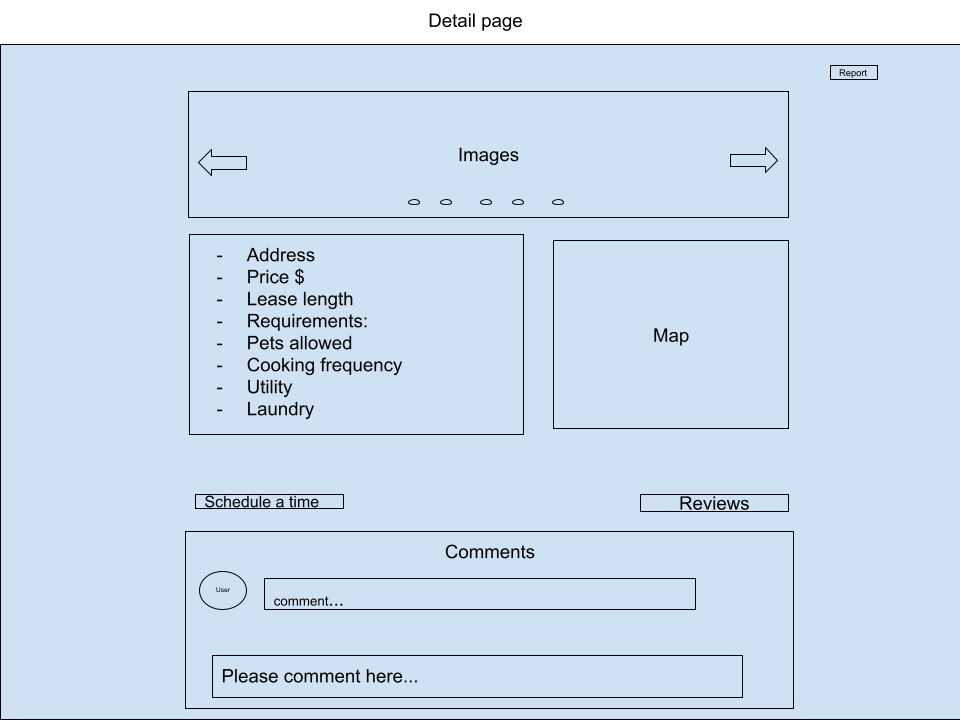 Detail page
Report
Images
- Address
- Price $
- Lease length
- Requirements:
- Pets allowed
- Cooking frequency
- Utility
- Laundry
Map
Schedule a time
Reviews
Comments
User
comment...
Please comment here...